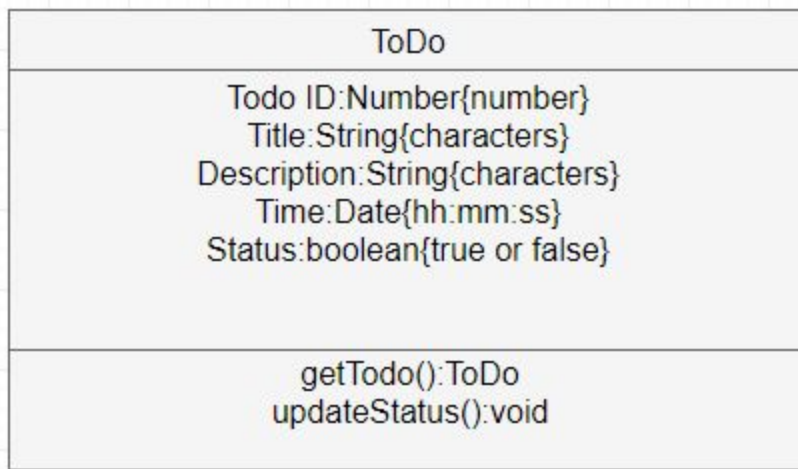 ToDo
Todo ID:Number{number}
Title:String{characters}
Description:String{characters}
Time:Date{hh:mm:ss}
Status:boolean{true or false}
getTodo():ToDo
updateStatus():void